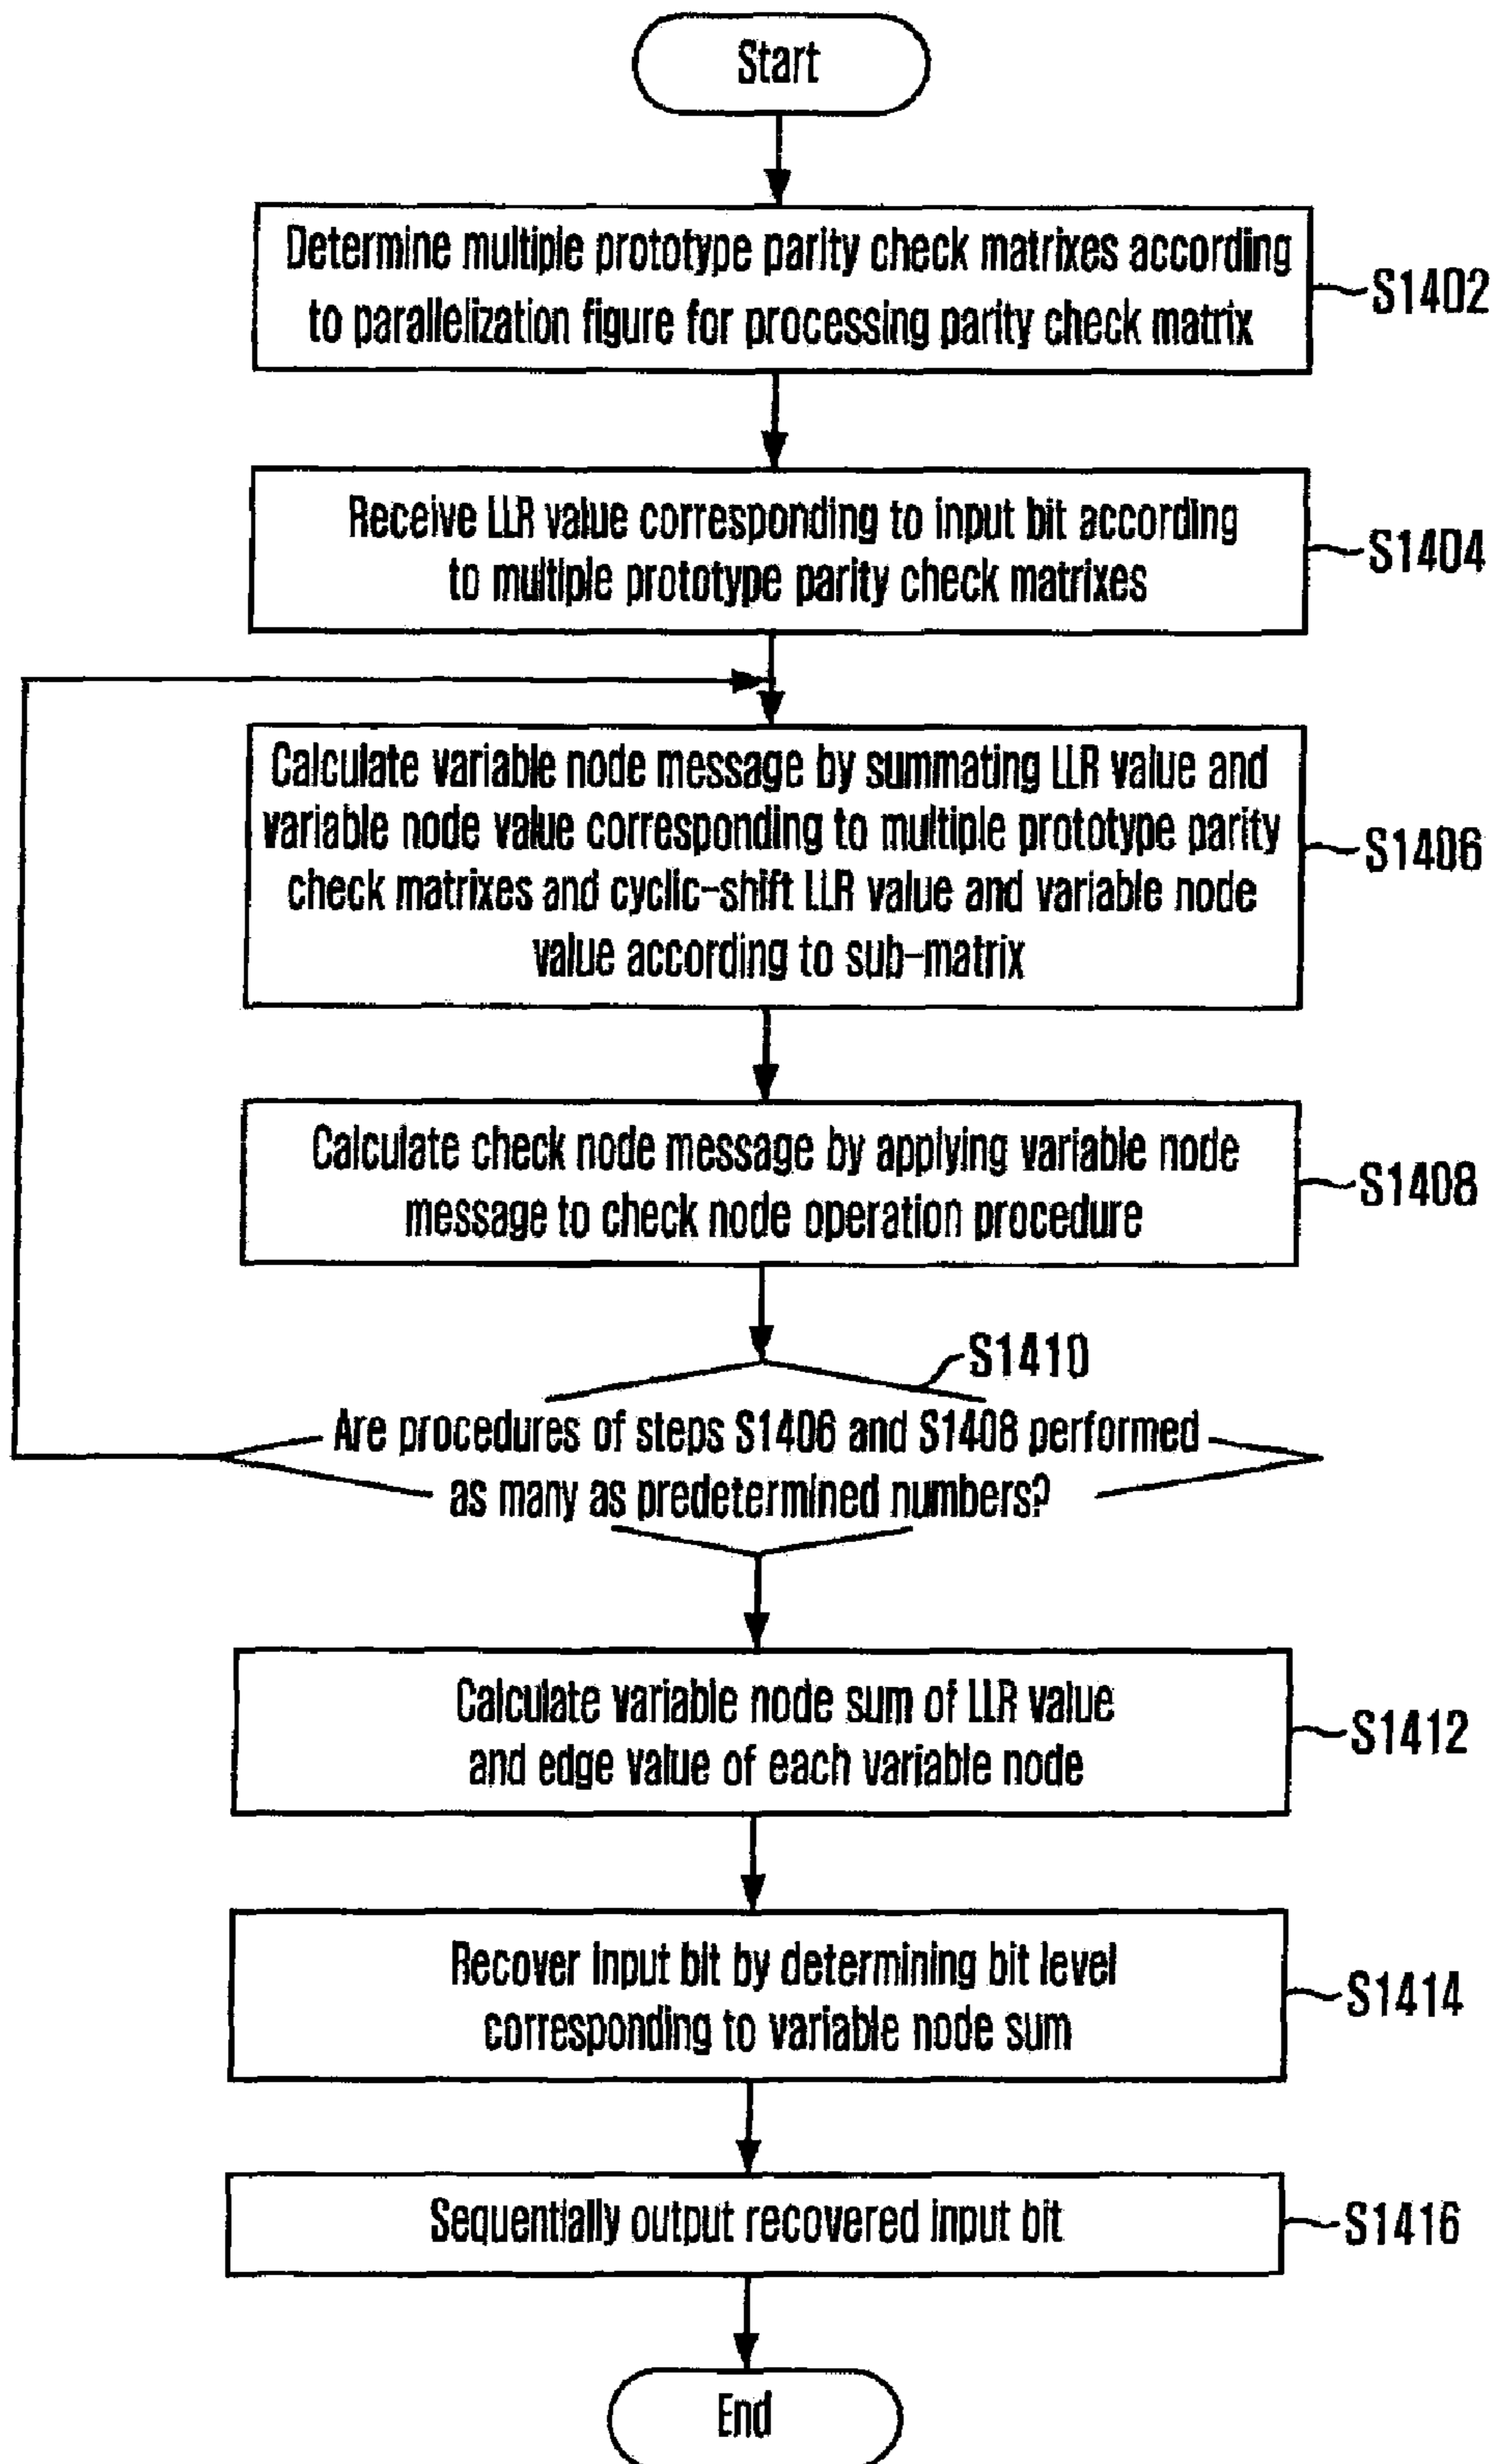 Start
Determine multiple prototype parity check matrixes according
to parallelization figure for processing parity check matrix
S1402
Receive LLR value corresponding to input bit according
to multiple prototype parity check matrixes
S1404
Calculate variable node message by summating LLR value and
variable node value corresponding to multiple prototype parity
check matrixes and cyclic-shift LLR value and variable node
value according to sub-matrix
S1406
Calculate check node message by applying variable node
message to check node operation procedure
S1408
S1410
Are procedures of steps S1406 and S1408 performed
as many as predetermined numbers?
Calculate variable node sum of LLR value
and edge value of each variable node
S1412
Recover input bit by determining bit level
corresponding to variable node sum
S1414
Sequentially output recovered input bit
S1416
End